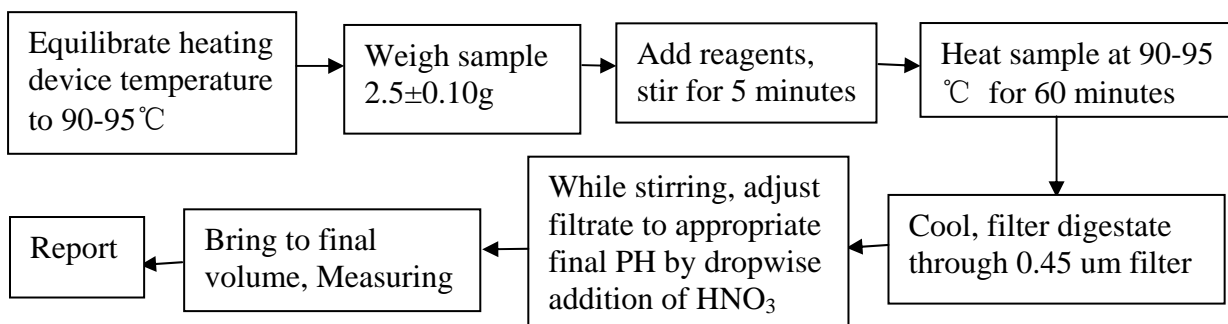 Equilibrate heating
device temperature
to 90-95℃
Weigh sample
2.5±0.10g
Add reagents,
stir for 5 minutes
Heat sample at 90-95
℃ for 60 minutes
Cool, filter digestate
through 0.45 um filter
While stirring, adjust
filtrate to appropriate
final PH by dropwise
addition of HNO₃
Bring to final
volume, Measuring
Report